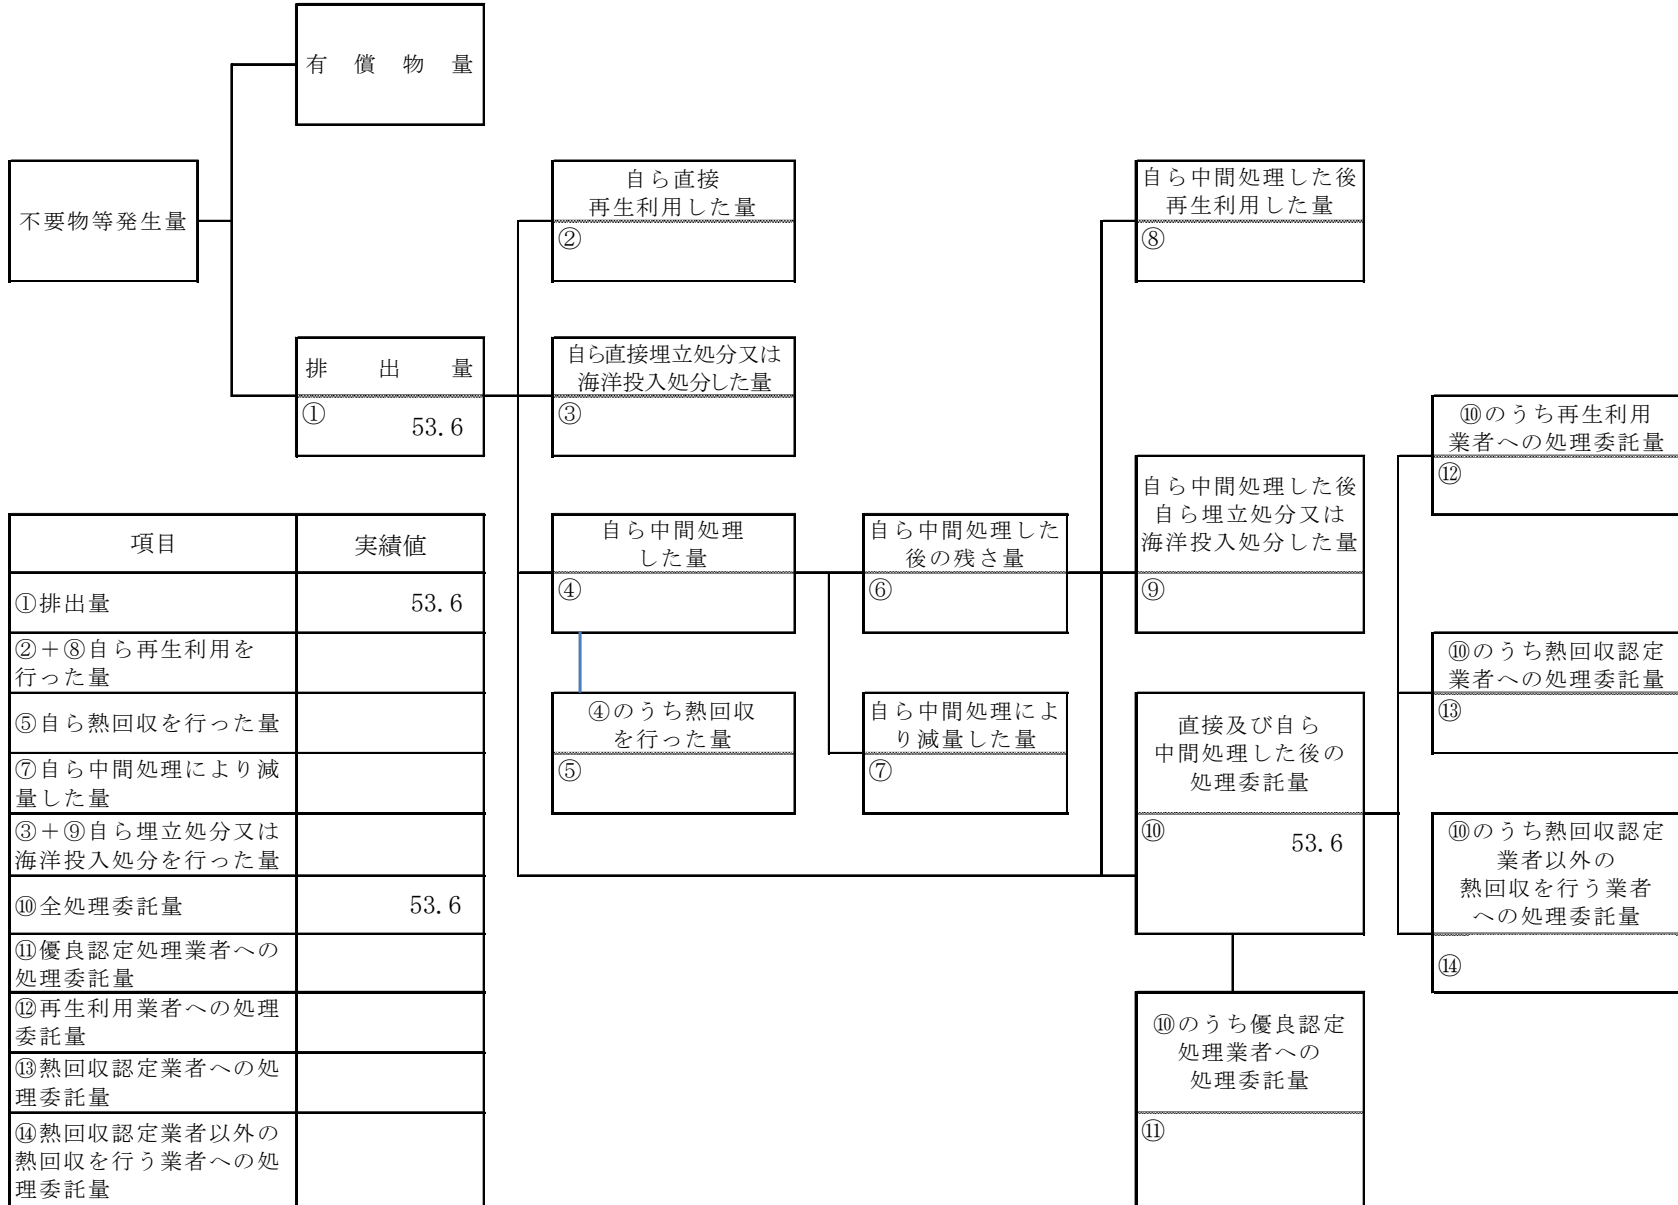 有償物量
不要物等発生量
排出量
①
53.6
自ら直接
再生利用した量
②
自ら直接埋立処分又は
海洋投入処分した量
③
自ら中間処理
した量
④
④のうち熱回収
を行った量
⑤
自ら中間処理した
後の残さ量
⑥
自ら中間処理によ
り減量した量
⑦
自ら中間処理した後
再生利用した量
⑧
自ら中間処理した後
自ら埋立処分又は
海洋投入処分した量
⑨
直接及び自ら
中間処理した後の
処理委託量
⑩
53.6
⑩のうち優良認定
処理業者への
処理委託量
⑪
⑩のうち再生利用
業者への処理委託量
⑫
⑩のうち熱回収認定
業者への処理委託量
⑬
⑩のうち熱回収認定
業者以外の
熱回収を行う業者
への処理委託量
⑭
項目 実績値
①排出量 53.6
②＋⑧自ら再生利用を
行った量
⑤自ら熱回収を行った量
⑦自ら中間処理により減
量した量
③＋⑨自ら埋立処分又は
海洋投入処分を行った量
⑩全処理委託量 53.6
⑪優良認定処理業者への
処理委託量
⑫再生利用業者への処理
委託量
⑬熱回収認定業者への処
理委託量
⑭熱回収認定業者以外の
熱回収を行う業者への処
理委託量